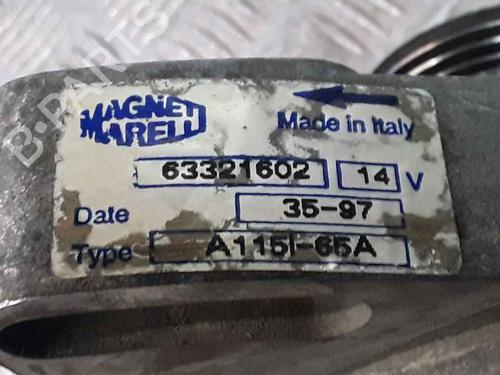 B-PARTS
MAGNETI
MARELLI
Made in Italy
63321602 14 V
Date 35-97
Type A115I-65A